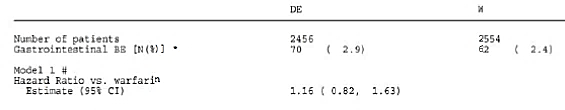 DE W
Number of patients 2456 2554
Gastrointestinal BE [N(%)] * 70 ( 2.9) 62 ( 2.4)
Model 1 #
Hazard Ratio vs. warfarin
Estimate (95% CI) 1.16 ( 0.82, 1.63)